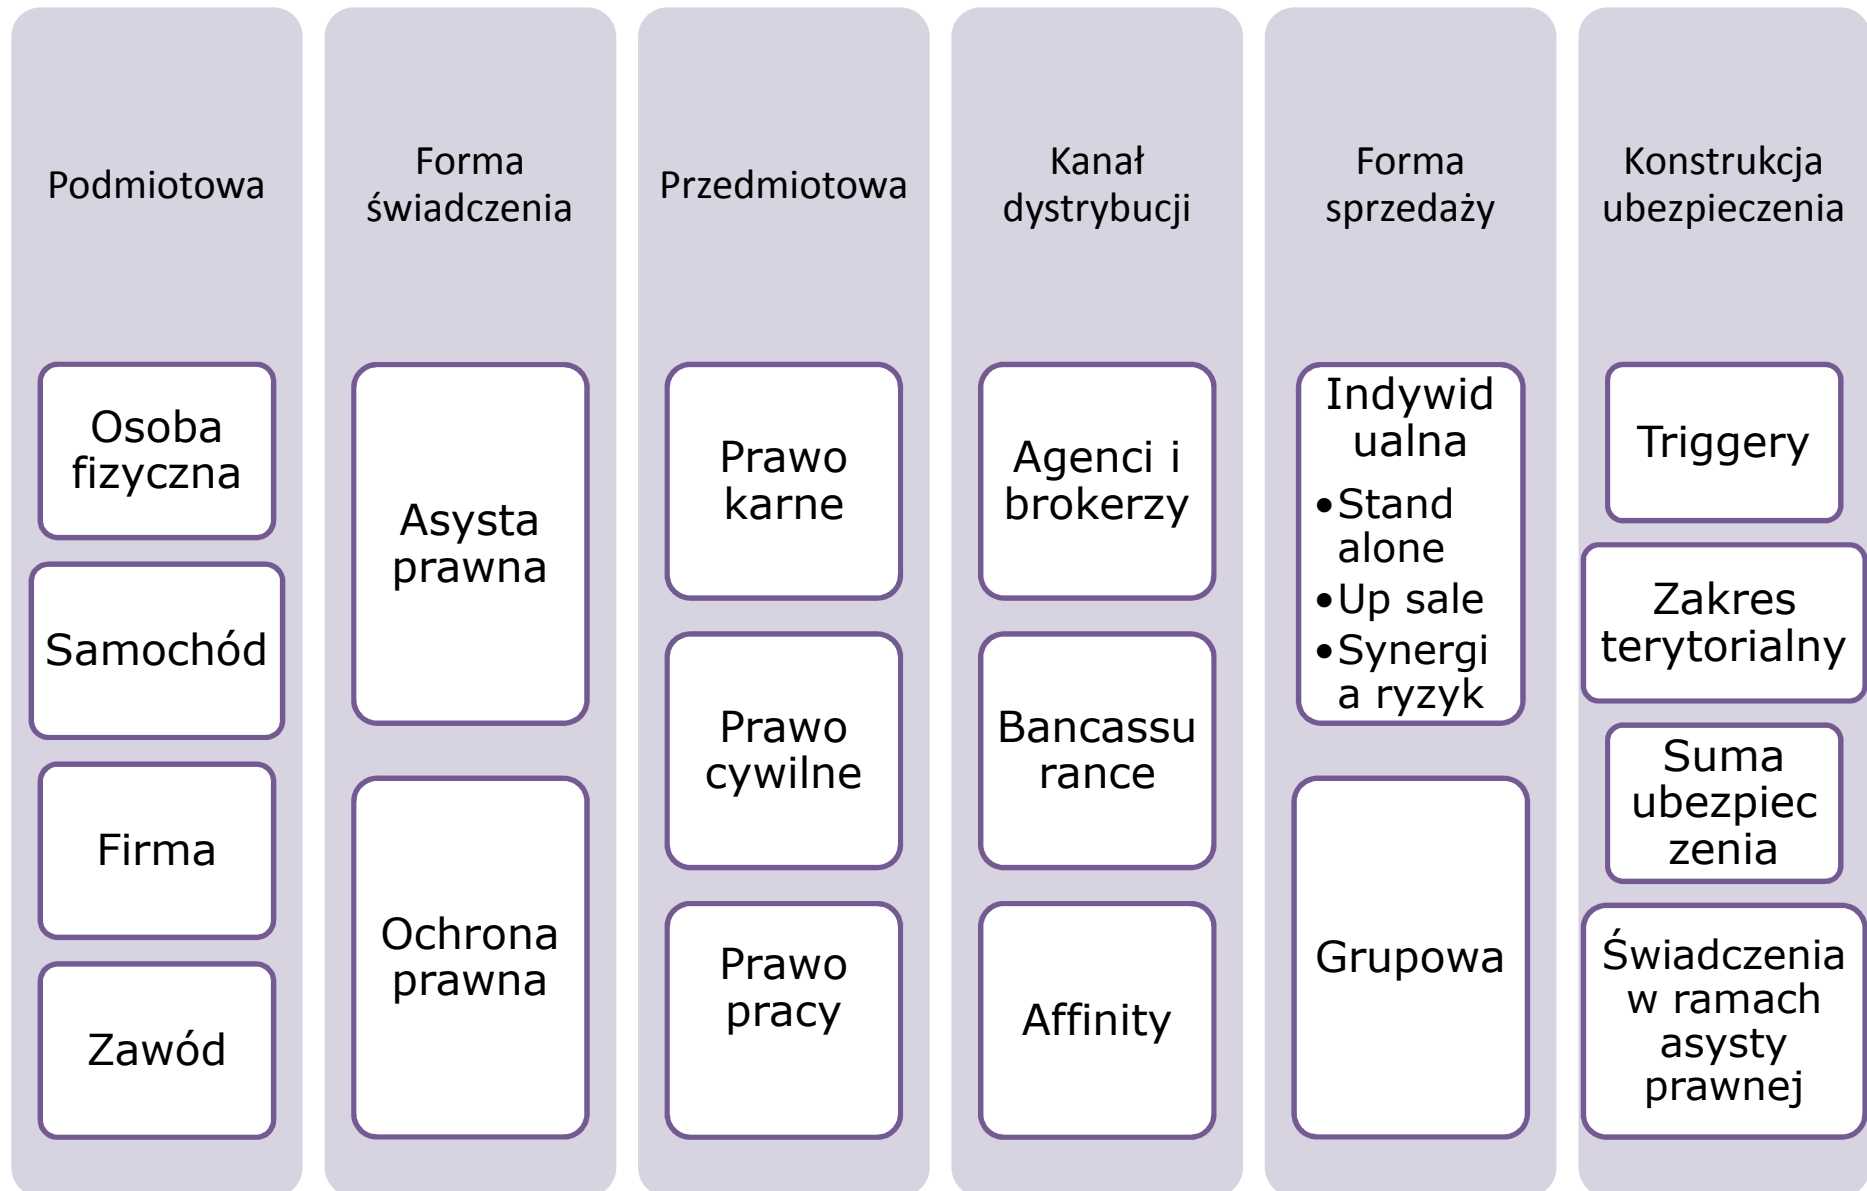 Podmiotowa
Osoba
fizyczna
Samochód
Firma
Zawód
Forma
świadczenia
Asysta
prawna
Ochrona
prawna
Przedmiotowa
Prawo
karne
Prawo
cywilne
Prawo
pracy
Kanał
dystrybucji
Agenci i
brokerzy
Bancassu
rance
Affinity
Forma
sprzedaży
Indywid
ualna
•Stand
alone
•Up sale
•Synergi
a ryzyk
Grupowa
Konstrukcja
ubezpieczenia
Triggery
Zakres
terytorialny
Suma
ubezpiec
zenia
Świadczenia
w ramach
asysty
prawnej